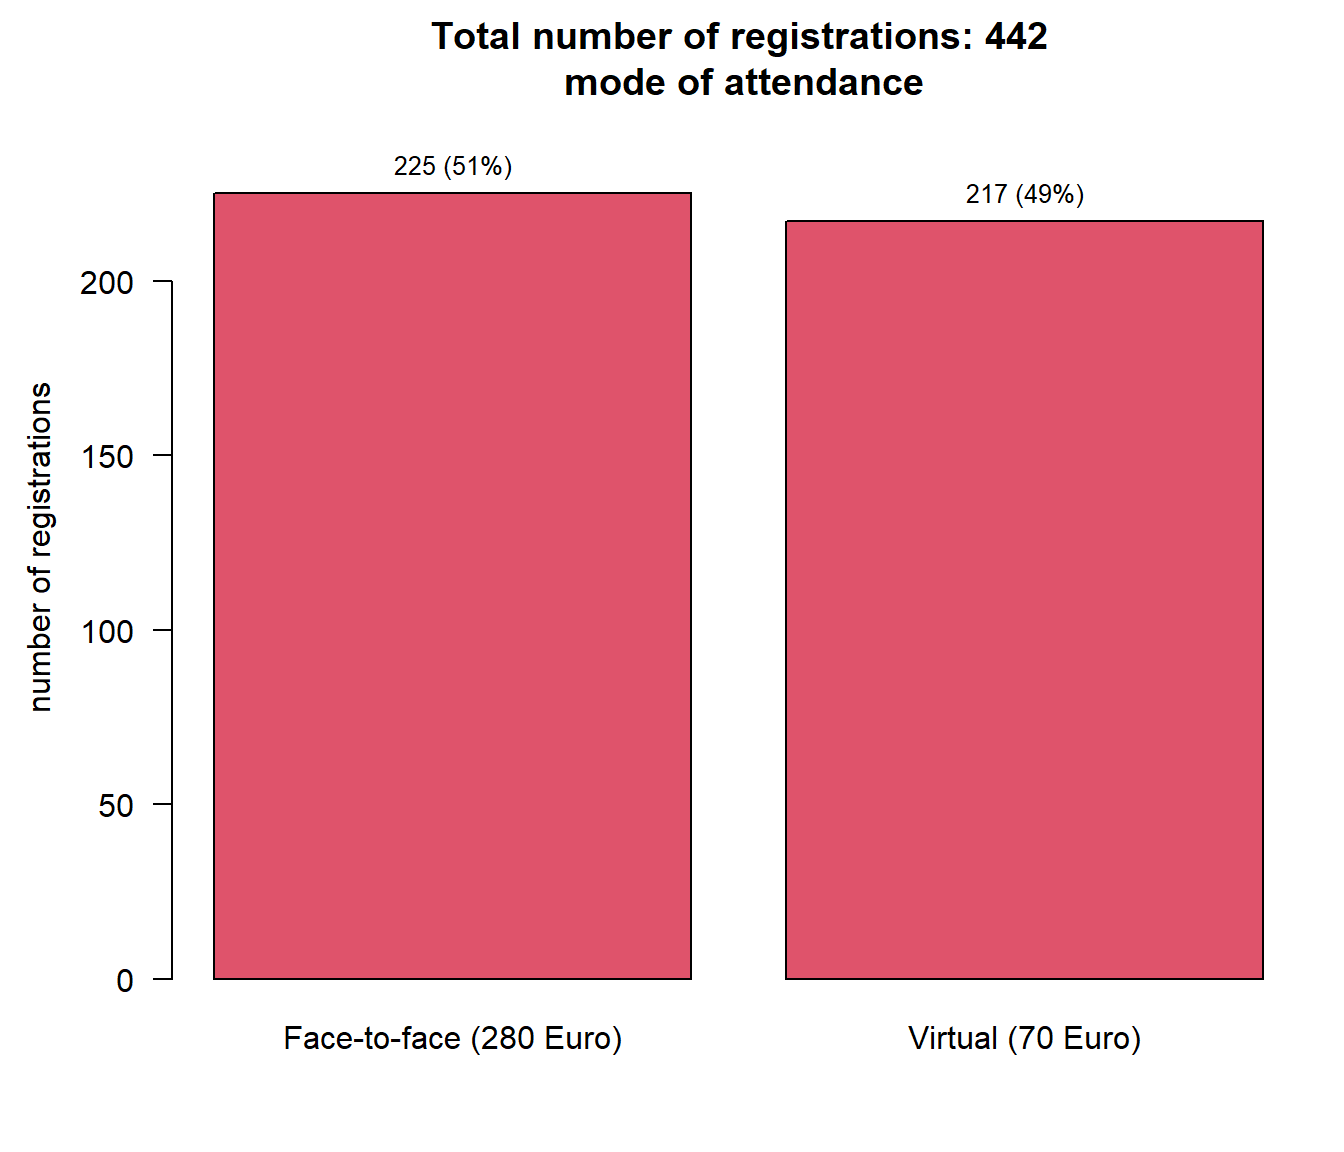 Total number of registrations: 442
mode of attendance
225 (51%)
217 (49%)
200
150
100
50
0
number of registrations
Face-to-face (280 Euro)
Virtual (70 Euro)